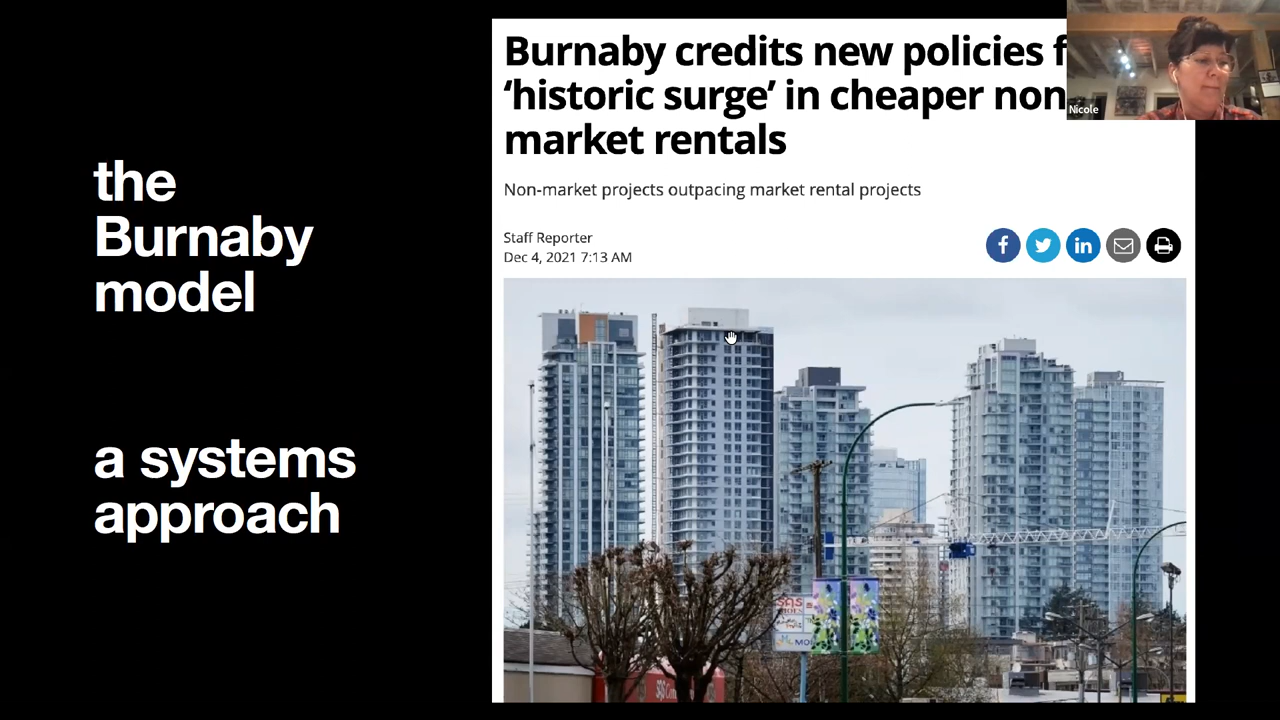 the
Burnaby
model
a systems
approach
Burnaby credits new policies f
‘historic surge’ in cheaper non
market rentals
Non-market projects outpacing market rental projects
Staff Reporter
Dec 4, 2021 7:13 AM
Nicole
SAS